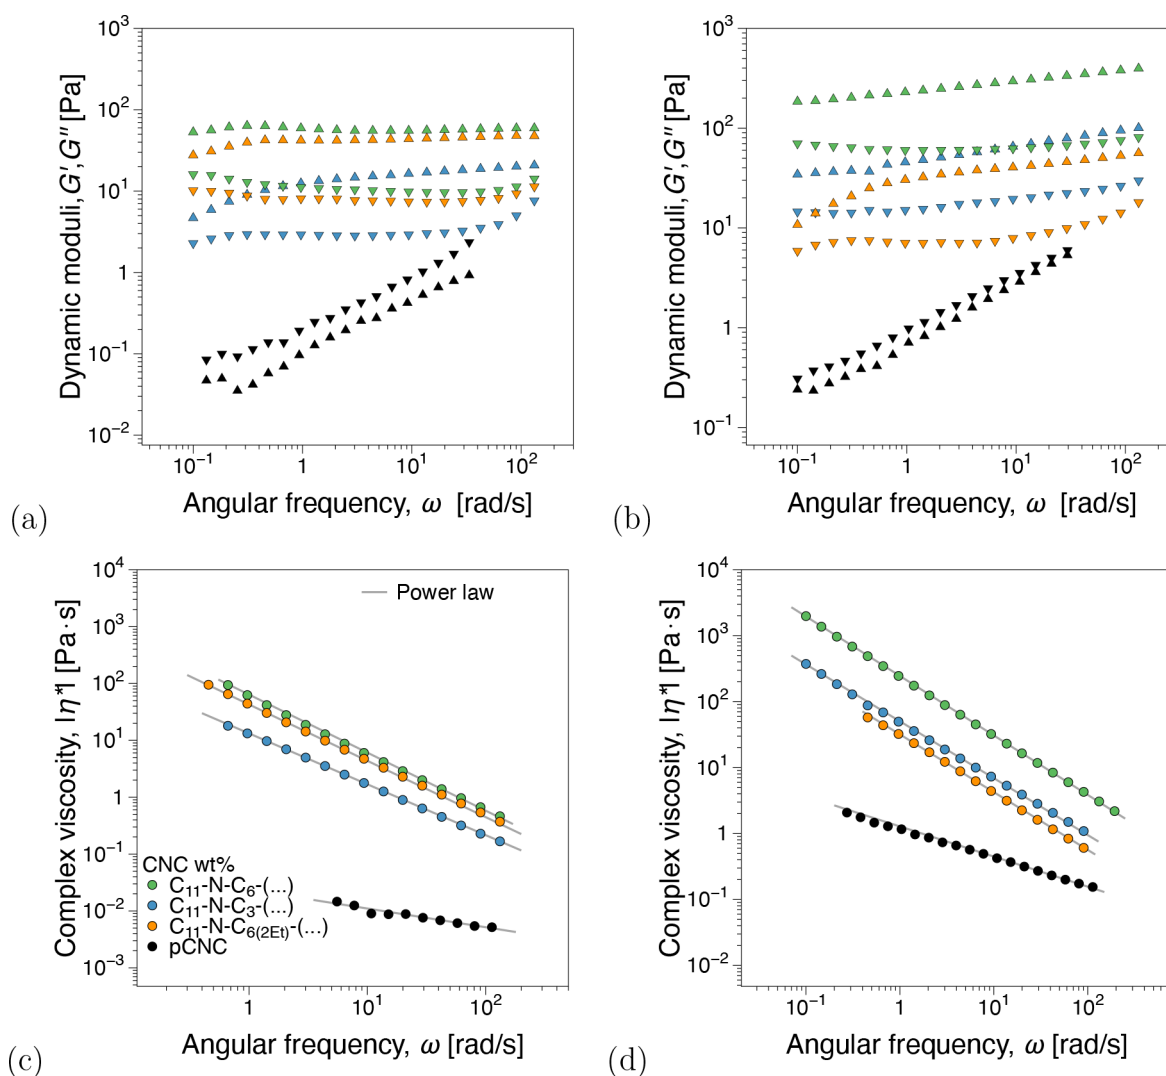 Dynamic moduli, G′, G″ [Pa]
10³
10²
10¹
1
10⁻¹
10⁻²
10⁻¹ 1 10¹ 10²
Angular frequency, ω [rad/s]
(a)
Dynamic moduli, G′, G″ [Pa]
10³
10²
10¹
1
10⁻¹
10⁻¹ 1 10¹ 10²
Angular frequency, ω [rad/s]
(b)
Complex viscosity, |η*| [Pa·s]
10⁴
10³
10²
10¹
1
10⁻¹
10⁻²
10⁻³
Power law
CNC wt%
C₁₁-N-C₆-(...)
C₁₁-N-C₃-(...)
C₁₁-N-C₆₍₂Et₎-(...)
pCNC
1 10¹ 10²
Angular frequency, ω [rad/s]
(c)
Complex viscosity, |η*| [Pa·s]
10⁴
10³
10²
10¹
1
10⁻¹
10⁻²
10⁻¹ 1 10¹ 10²
Angular frequency, ω [rad/s]
(d)